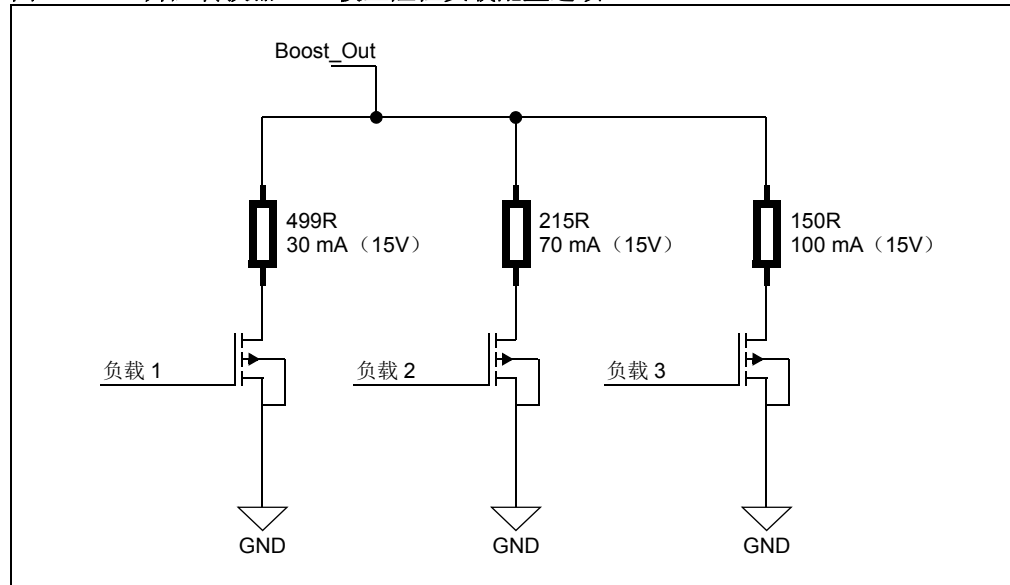 Boost_Out
499R
30 mA（15V）
215R
70 mA（15V）
150R
100 mA（15V）
负载 1
负载 2
负载 3
GND
GND
GND